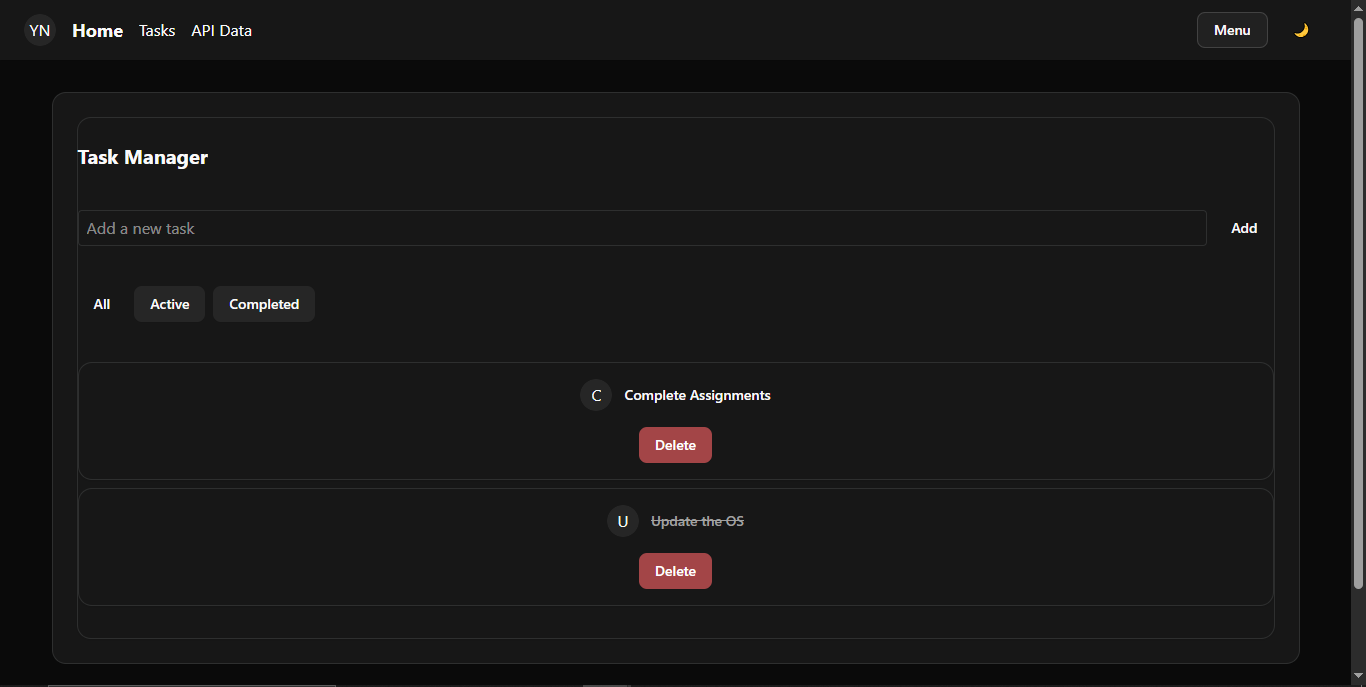 YN Home Tasks API Data Menu
Task Manager
Add a new task Add
All Active Completed
C Complete Assignments
Delete
U Update the OS
Delete